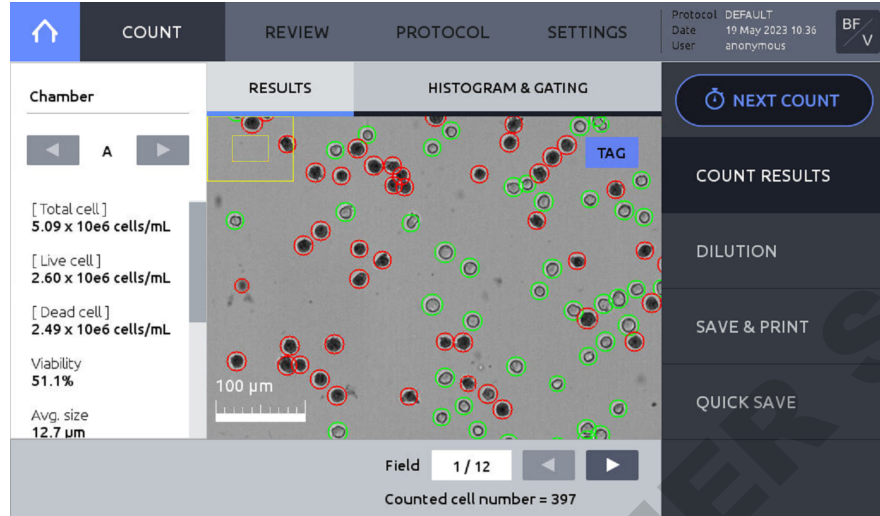 COUNT
REVIEW
PROTOCOL
SETTINGS
Protocol DEFAULT
Date 19 May 2023 10.36
User anonymous
BF/V
Chamber
A
[ Total cell ]
5.09 x 10e6 cells/mL
[ Live cell ]
2.60 x 10e6 cells/mL
[ Dead cell ]
2.49 x 10e6 cells/mL
Viability
51.1%
Avg. size
12.7 µm
RESULTS
HISTOGRAM & GATING
TAG
100 µm
Field 1 / 12
Counted cell number = 397
NEXT COUNT
COUNT RESULTS
DILUTION
SAVE & PRINT
QUICK SAVE